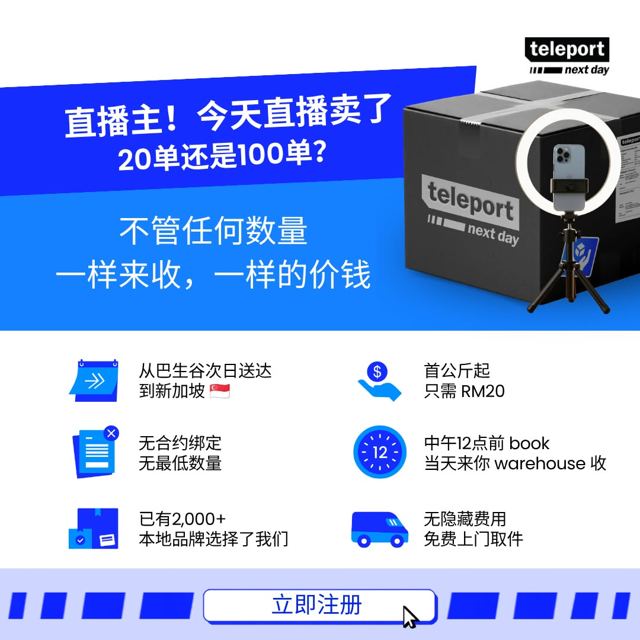 teleport
next day
直播主！今天直播卖了
20单还是100单？
teleport
next day
不管任何数量
一样来收，一样的价钱
从巴生谷次日送达
到新加坡 🇸🇬
$
首公斤起
只需 RM20
无合约绑定
无最低数量
12
中午12点前 book
当天来你 warehouse 收
已有2,000+
本地品牌选择了我们
无隐藏费用
免费上门取件
立即注册